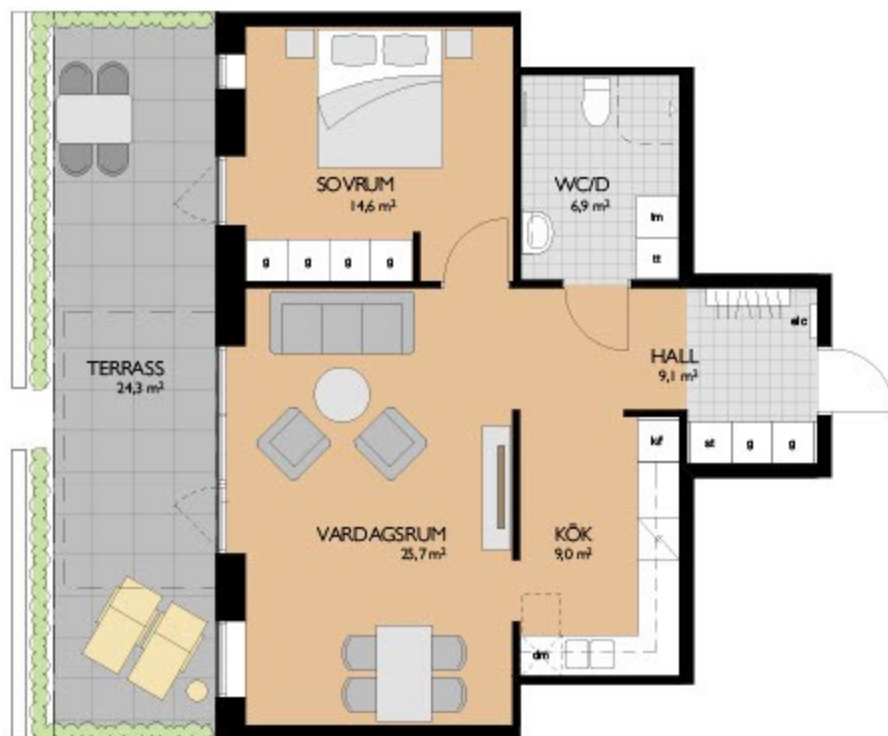 SOVRUM
14,6 m²
WC/D
6,9 m²
tm
tt
g
g
g
g
TERRASS
24,3 m²
HALL
9,1 m²
elc
k/f
st
g
g
VARDAGSRUM
25,7 m²
KÖK
9,0 m²
dm